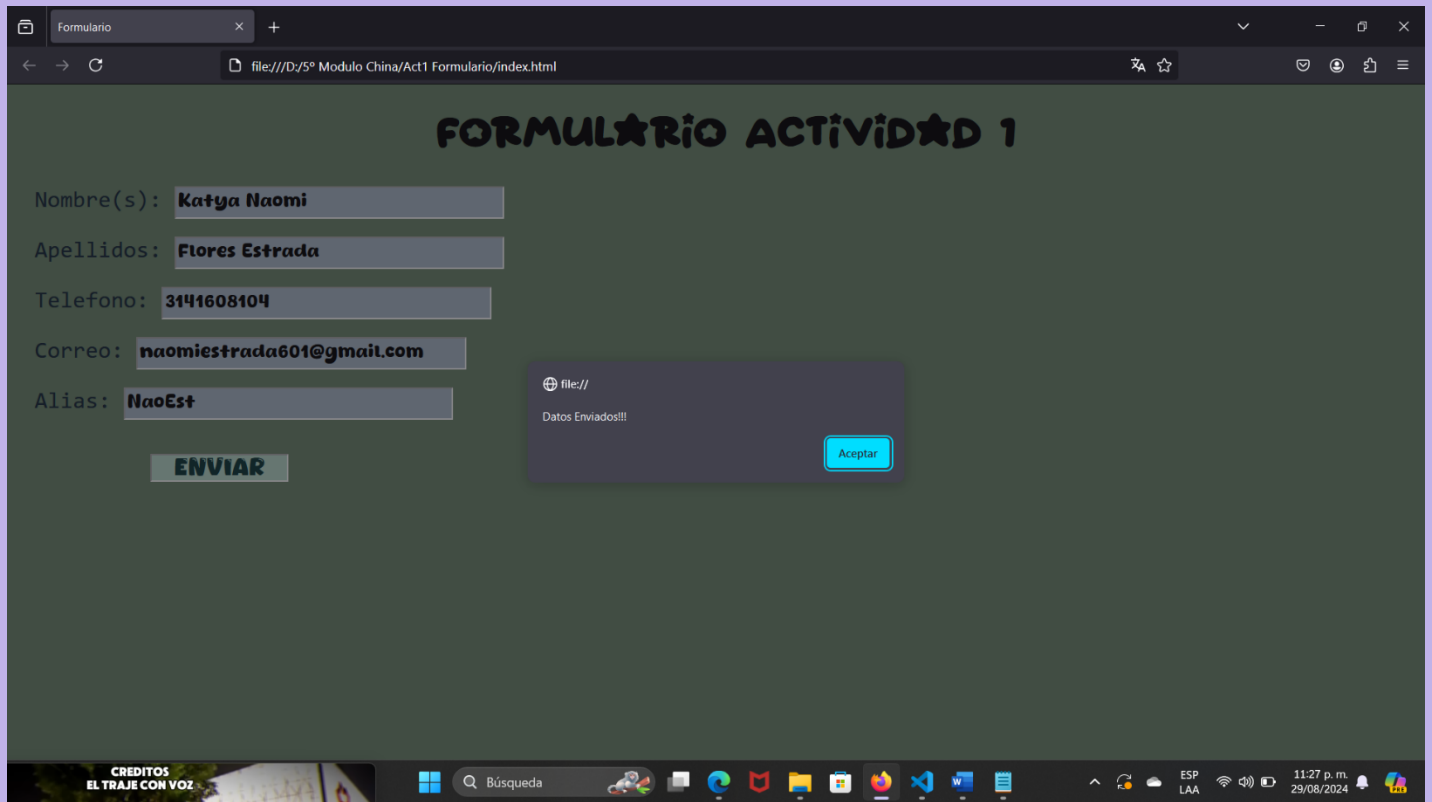 Formulario
file:///D:/5º Modulo China/Act1 Formulario/index.html
FORMULARIO ACTIVIDAD 1
Nombre(s): Katya Naomi
Apellidos: Flores Estrada
Telefono: 3141608104
Correo: naomiestrada601@gmail.com
Alias: NaoEst
file://
Datos Enviados!!!
Aceptar
ENVIAR
CREDITOS
EL TRAJE CON VOZ
Búsqueda
ESP
LAA
11:27 p. m.
29/08/2024
PRE